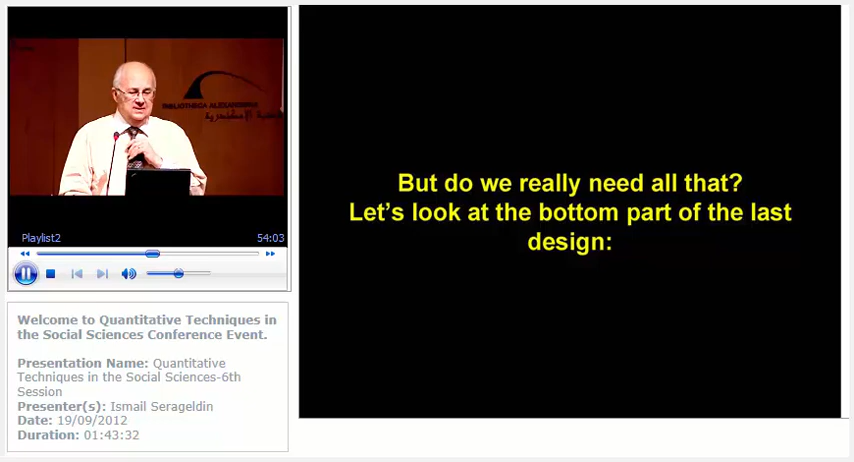 BIBLIOTHECA ALEXANDRINA
Playlist2
54:03
Welcome to Quantitative Techniques in
the Social Sciences Conference Event.
Presentation Name: Quantitative
Techniques in the Social Sciences-6th
Session
Presenter(s): Ismail Serageldin
Date: 19/09/2012
Duration: 01:43:32
But do we really need all that?
Let's look at the bottom part of the last
design: